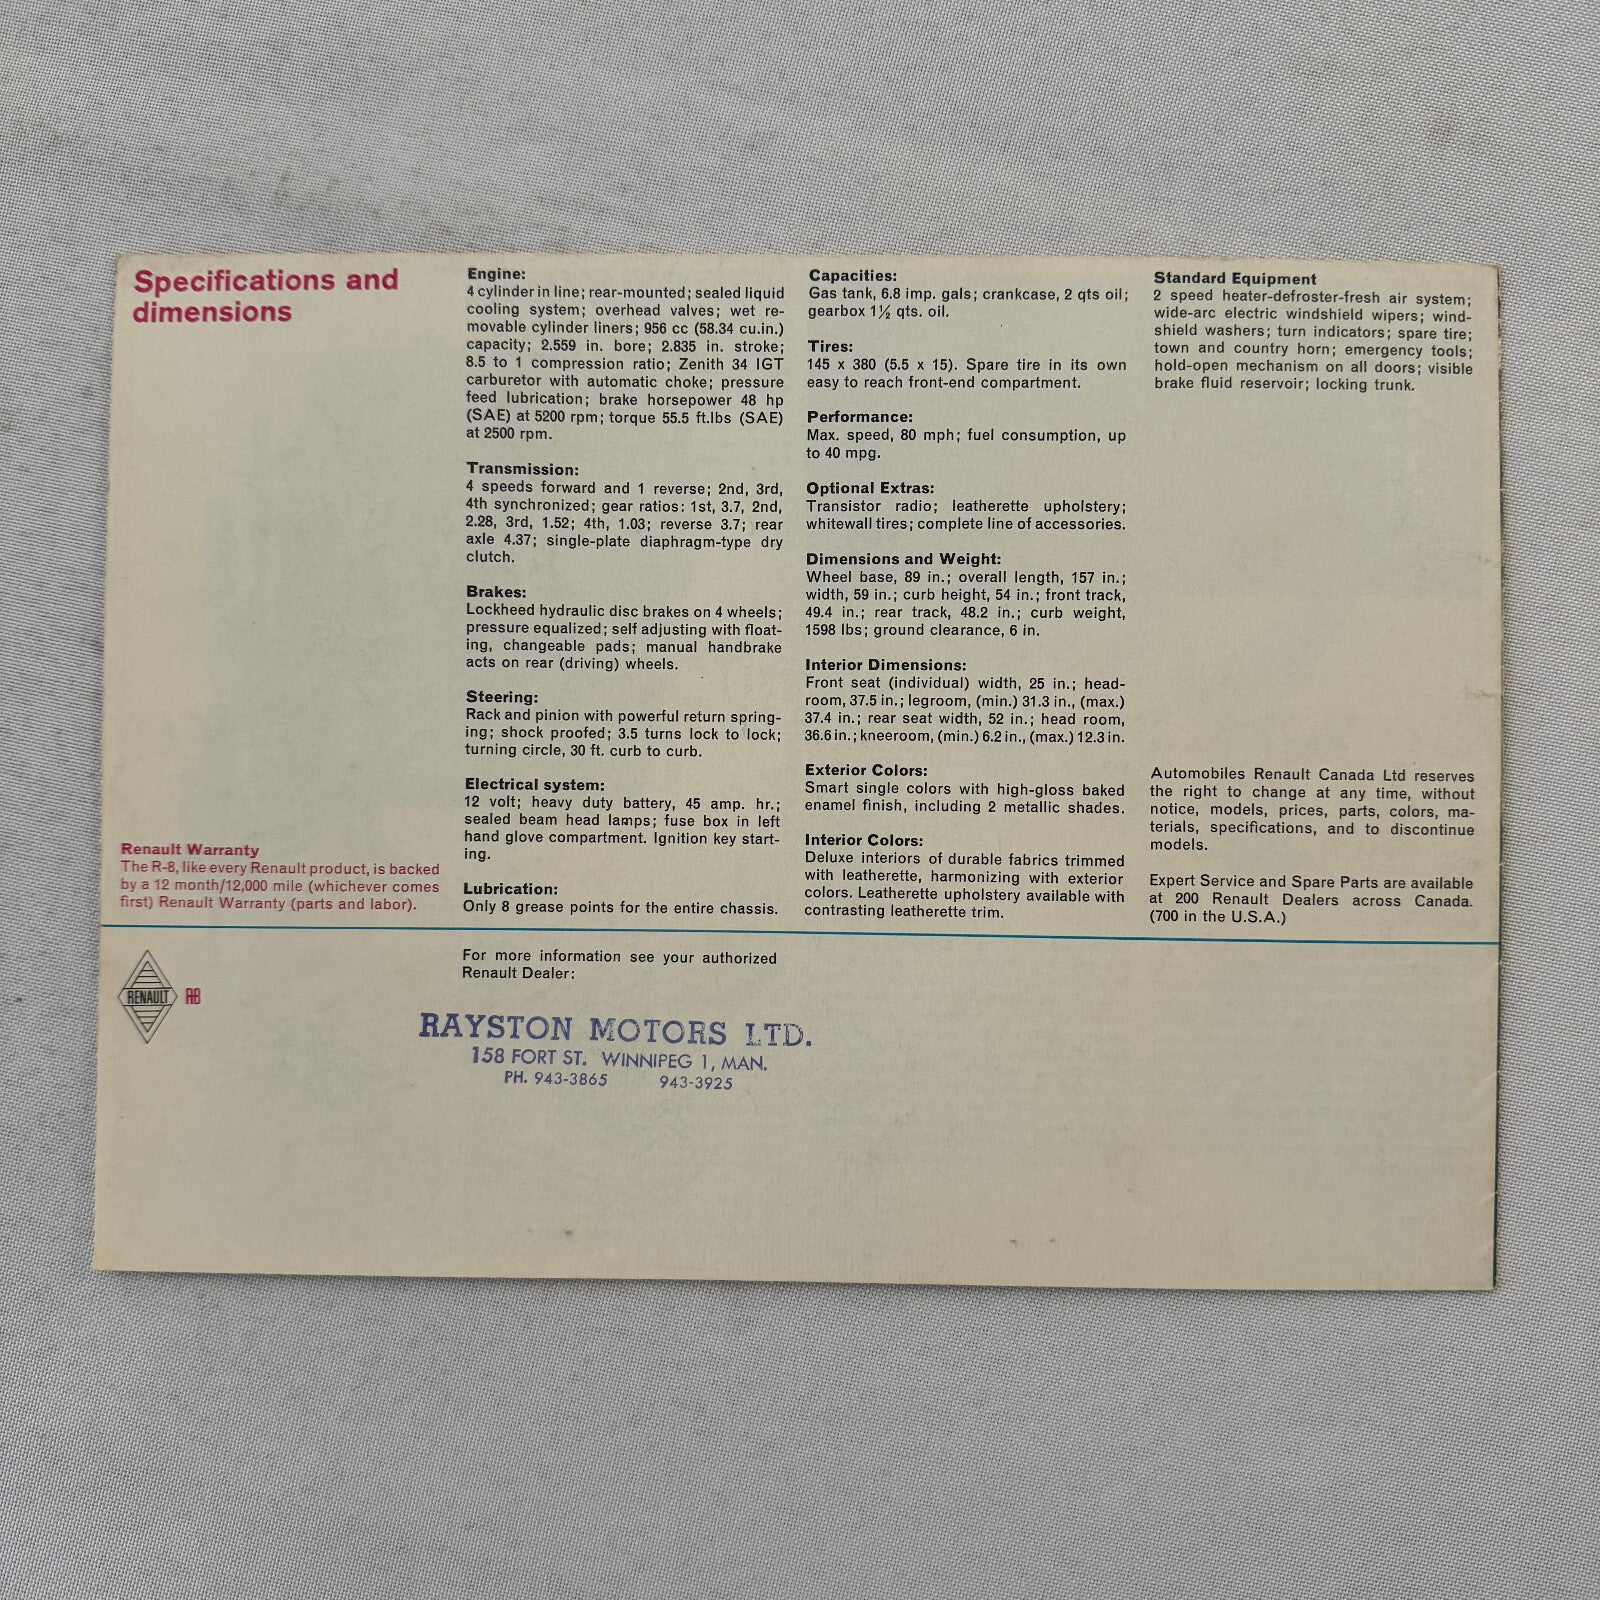 Specifications and
dimensions
Renault Warranty
The R-8, like every Renault product, is backed
by a 12 month/12,000 mile (whichever comes
first) Renault Warranty (parts and labor).
Engine:
4 cylinder in line; rear-mounted; sealed liquid
cooling system; overhead valves; wet re-
movable cylinder liners; 956 cc (58.34 cu.in.)
capacity; 2.559 in. bore; 2.835 in. stroke;
8.5 to 1 compression ratio; Zenith 34 IGT
carburetor with automatic choke; pressure
feed lubrication; brake horsepower 48 hp
(SAE) at 5200 rpm; torque 55.5 ft.lbs (SAE)
at 2500 rpm.
Transmission:
4 speeds forward and 1 reverse; 2nd, 3rd,
4th synchronized; gear ratios: 1st, 3.7, 2nd,
2.28, 3rd, 1.52; 4th, 1.03; reverse 3.7; rear
axle 4.37; single-plate diaphragm-type dry
clutch.
Brakes:
Lockheed hydraulic disc brakes on 4 wheels;
pressure equalized; self adjusting with float-
ing, changeable pads; manual handbrake
acts on rear (driving) wheels.
Steering:
Rack and pinion with powerful return spring-
ing; shock proofed; 3.5 turns lock to lock;
turning circle, 30 ft. curb to curb.
Electrical system:
12 volt; heavy duty battery, 45 amp. hr.;
sealed beam head lamps; fuse box in left
hand glove compartment. Ignition key start-
ing.
Lubrication:
Only 8 grease points for the entire chassis.
Capacities:
Gas tank, 6.8 imp. gals; crankcase, 2 qts oil;
gearbox 1½ qts. oil.
Tires:
145 x 380 (5.5 x 15). Spare tire in its own
easy to reach front-end compartment.
Performance:
Max. speed, 80 mph; fuel consumption, up
to 40 mpg.
Optional Extras:
Transistor radio; leatherette upholstery;
whitewall tires; complete line of accessories.
Dimensions and Weight:
Wheel base, 89 in.; overall length, 157 in.;
width, 59 in.; curb height, 54 in.; front track,
49.4 in.; rear track, 48.2 in.; curb weight,
1598 lbs; ground clearance, 6 in.
Interior Dimensions:
Front seat (individual) width, 25 in.; head-
room, 37.5 in.; legroom, (min.) 31.3 in., (max.)
37.4 in.; rear seat width, 52 in.; head room,
36.6 in.; kneeroom, (min.) 6.2 in., (max.) 12.3 in.
Exterior Colors:
Smart single colors with high-gloss baked
enamel finish, including 2 metallic shades.
Interior Colors:
Deluxe interiors of durable fabrics trimmed
with leatherette, harmonizing with exterior
colors. Leatherette upholstery available with
contrasting leatherette trim.
Standard Equipment
2 speed heater-defroster-fresh air system;
wide-arc electric windshield wipers; wind-
shield washers; turn indicators; spare tire;
town and country horn; emergency tools;
hold-open mechanism on all doors; visible
brake fluid reservoir; locking trunk.
Automobiles Renault Canada Ltd reserves
the right to change at any time, without
notice, models, prices, parts, colors, ma-
terials, specifications, and to discontinue
models.
Expert Service and Spare Parts are available
at 200 Renault Dealers across Canada.
(700 in the U.S.A.)
RENAULT R8
For more information see your authorized
Renault Dealer:
RAYSTON MOTORS LTD.
158 FORT ST. WINNIPEG 1, MAN.
PH. 943-3865 943-3925